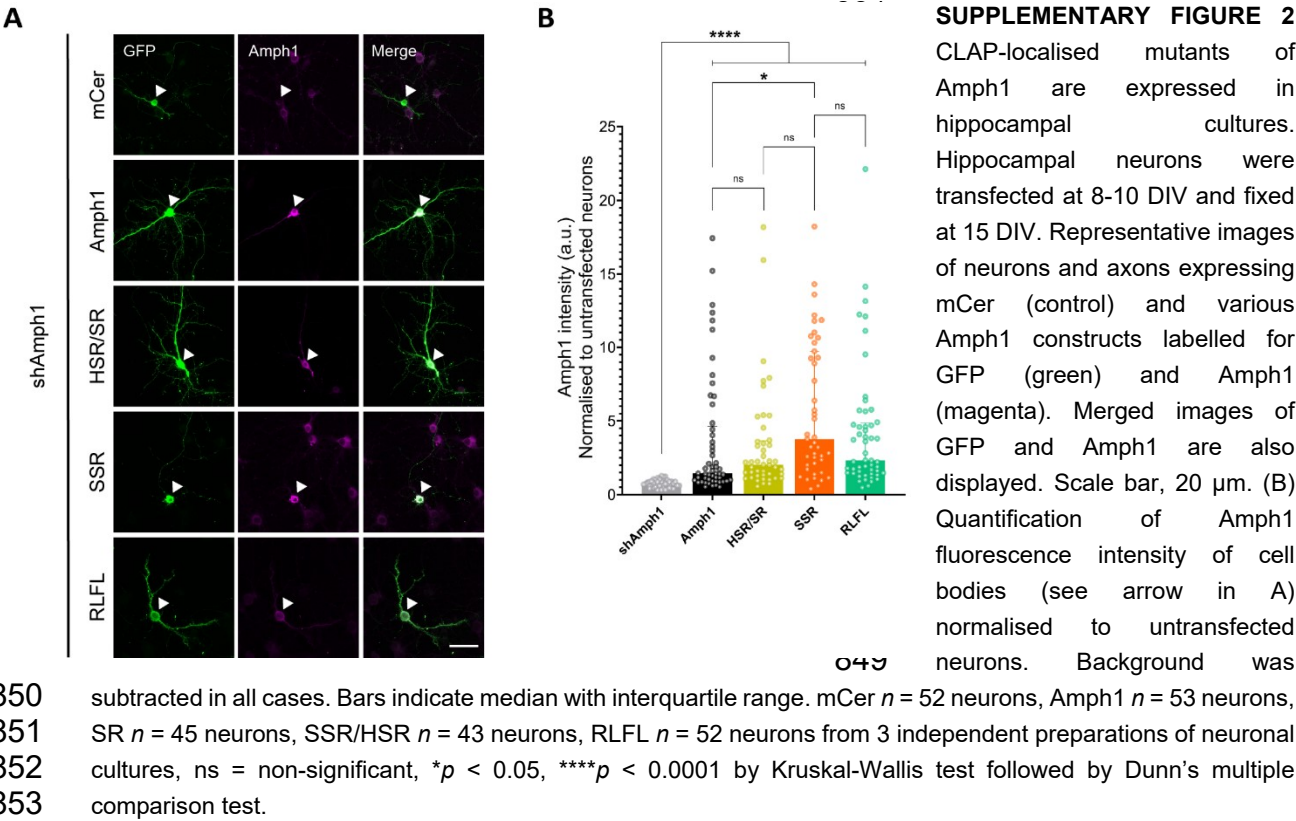 A
GFP
Amph1
Merge
mCer
Amph1
HSR/SR
SSR
RLFL
shAmph1
B
****
*
ns
ns
ns
Amph1 intensity (a.u.)
Normalised to untransfected neurons
25
20
15
10
5
0
shAmph1
Amph1
HSR/SR
SSR
RLFL
SUPPLEMENTARY FIGURE 2
CLAP-localised mutants of
Amph1 are expressed in
hippocampal cultures.
Hippocampal neurons were
transfected at 8-10 DIV and fixed
at 15 DIV. Representative images
of neurons and axons expressing
mCer (control) and various
Amph1 constructs labelled for
GFP (green) and Amph1
(magenta). Merged images of
GFP and Amph1 are also
displayed. Scale bar, 20 µm. (B)
Quantification of Amph1
fluorescence intensity of cell
bodies (see arrow in A)
normalised to untransfected
neurons. Background was
850 subtracted in all cases. Bars indicate median with interquartile range. mCer n = 52 neurons, Amph1 n = 53 neurons,
851 SR n = 45 neurons, SSR/HSR n = 43 neurons, RLFL n = 52 neurons from 3 independent preparations of neuronal
852 cultures, ns = non-significant, *p < 0.05, ****p < 0.0001 by Kruskal-Wallis test followed by Dunn's multiple
853 comparison test.